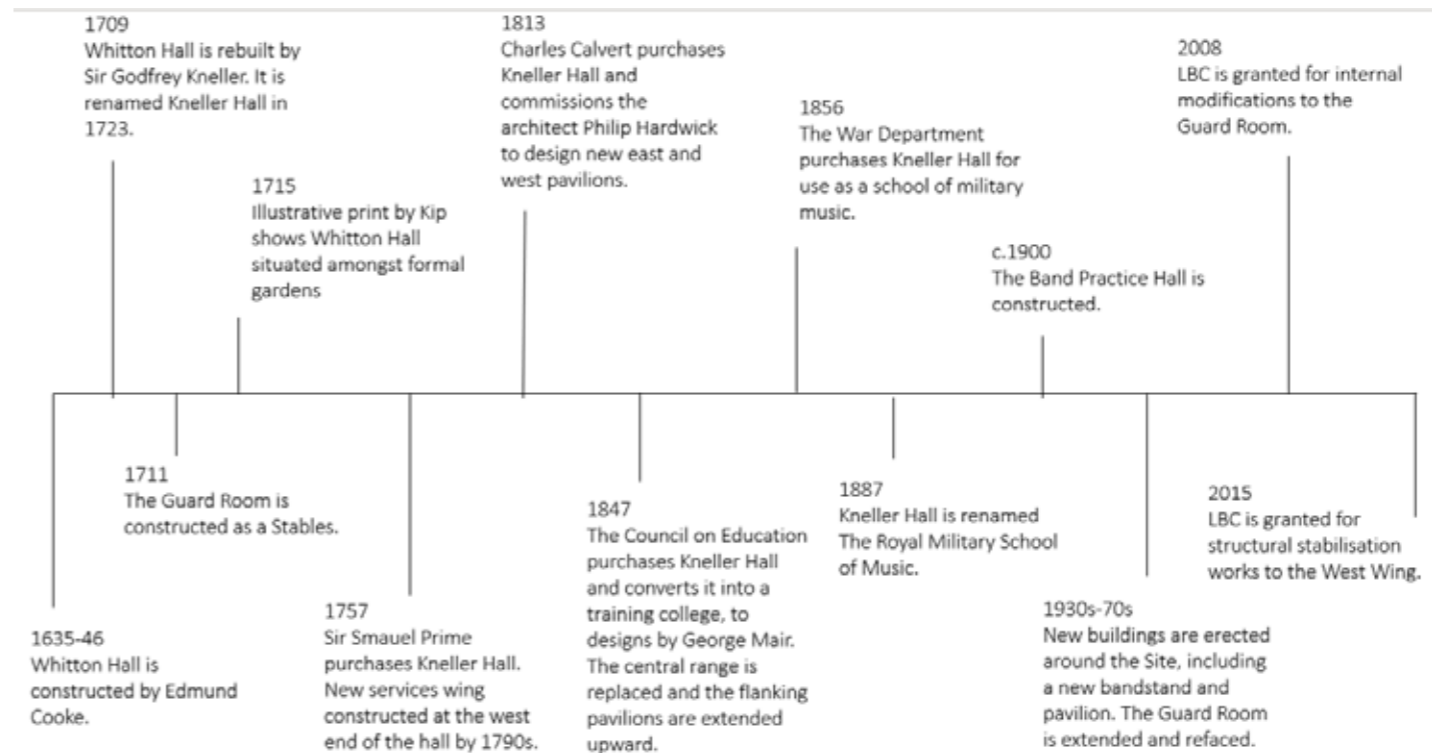 1709
Whitton Hall is rebuilt by
Sir Godfrey Kneller. It is
renamed Kneller Hall in
1723.
1715
Illustrative print by Kip
shows Whitton Hall
situated amongst formal
gardens
1813
Charles Calvert purchases
Kneller Hall and
commissions the
architect Philip Hardwick
to design new east and
west pavilions.
1856
The War Department
purchases Kneller Hall for
use as a school of military
music.
c.1900
The Band Practice Hall is
constructed.
2008
LBC is granted for internal
modifications to the
Guard Room.
1635-46
Whitton Hall is
constructed by Edmund
Cooke.
1711
The Guard Room is
constructed as a Stables.
1757
Sir Smauel Prime
purchases Kneller Hall.
New services wing
constructed at the west
end of the hall by 1790s.
1847
The Council on Education
purchases Kneller Hall
and converts it into a
training college, to
designs by George Mair.
The central range is
replaced and the flanking
pavilions are extended
upward.
1887
Kneller Hall is renamed
The Royal Military School
of Music.
1930s-70s
New buildings are erected
around the Site, including
a new bandstand and
pavilion. The Guard Room
is extended and refaced.
2015
LBC is granted for
structural stabilisation
works to the West Wing.